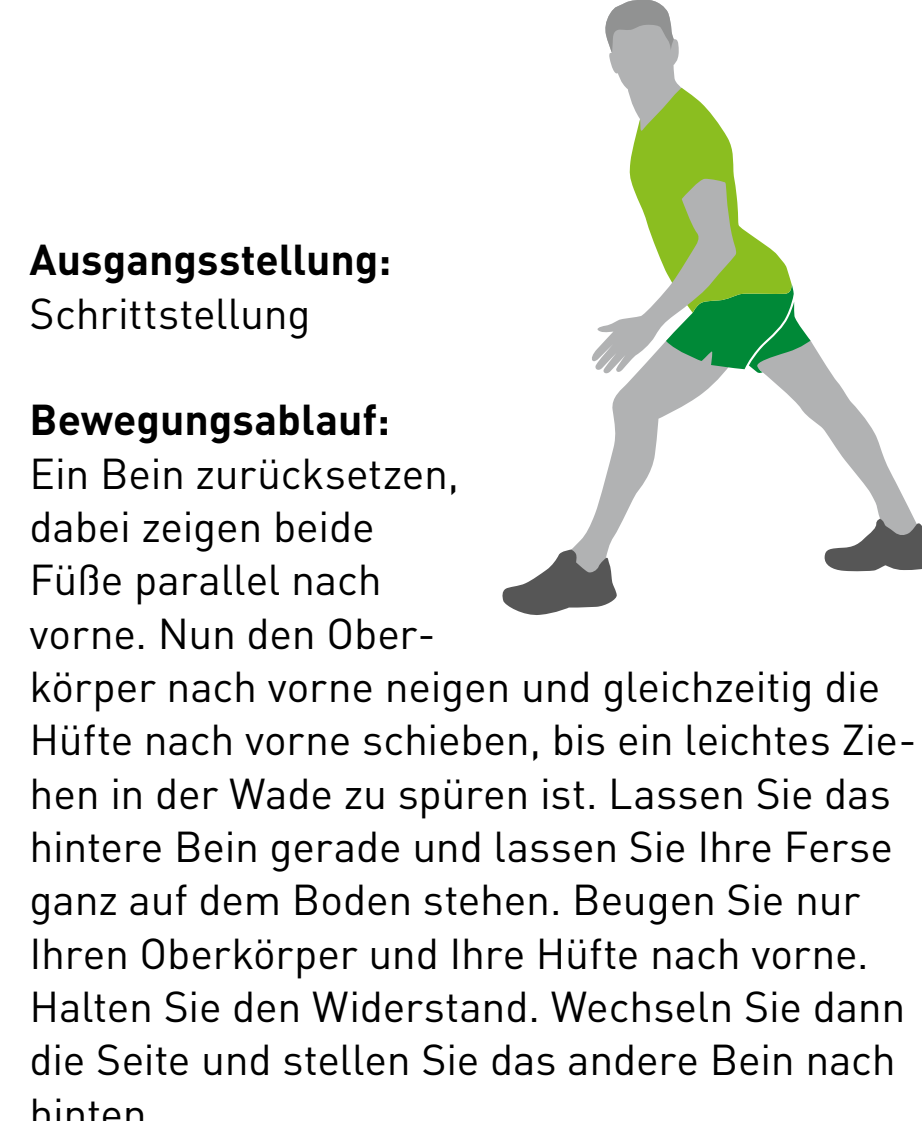 Ausgangsstellung:
Schrittstellung
Bewegungsablauf:
Ein Bein zurücksetzen,
dabei zeigen beide
Füße parallel nach
vorne. Nun den Ober-
körper nach vorne neigen und gleichzeitig die
Hüfte nach vorne schieben, bis ein leichtes Zie-
hen in der Wade zu spüren ist. Lassen Sie das
hintere Bein gerade und lassen Sie Ihre Ferse
ganz auf dem Boden stehen. Beugen Sie nur
Ihren Oberkörper und Ihre Hüfte nach vorne.
Halten Sie den Widerstand. Wechseln Sie dann
die Seite und stellen Sie das andere Bein nach
hinten